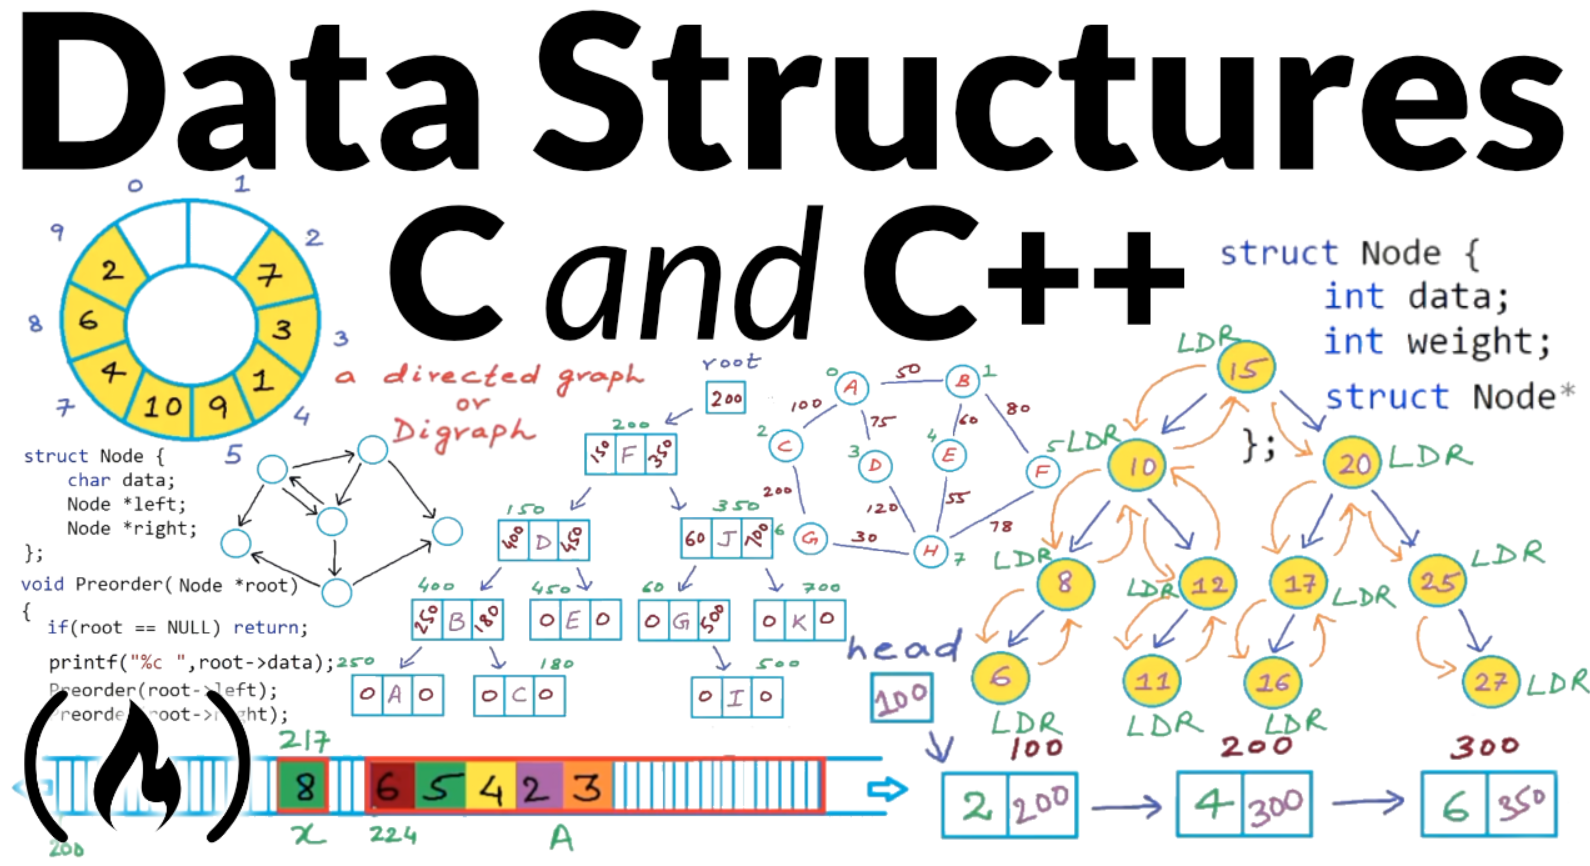 Data Structures
C and C++
0 1
9 2
2 7
8 6 3 3
4 1
7 10 9 4
5
struct Node {
int data;
int weight;
struct Node*
};
a directed graph
or
Digraph
struct Node {
char data;
Node *left;
Node *right;
};
void Preorder( Node *root)
{
if(root == NULL) return;
printf("%c ",root->data);
Preorder(root->left);
root->right);
root
200
200
150 F 350
150 350
400 D 450 60 J 700
400 450 60 700
250 B 180 0 E 0 0 G 500 0 K 0
250 180 500
0 A 0 0 C 0 0 I 0
0 A 50 B 1
100 75 60 80
2 C 3 D 4 E 5 F
200 120 55 78
6 G 30 H 7
LDR 15
LDR 10 20 LDR
LDR 8 LDR 12 17 LDR 25 LDR
6 11 16 27 LDR
LDR LDR LDR
head
100
100 200 300
2 200 4 300 6 350
217
8 6 5 4 2 3
x 224 A
200